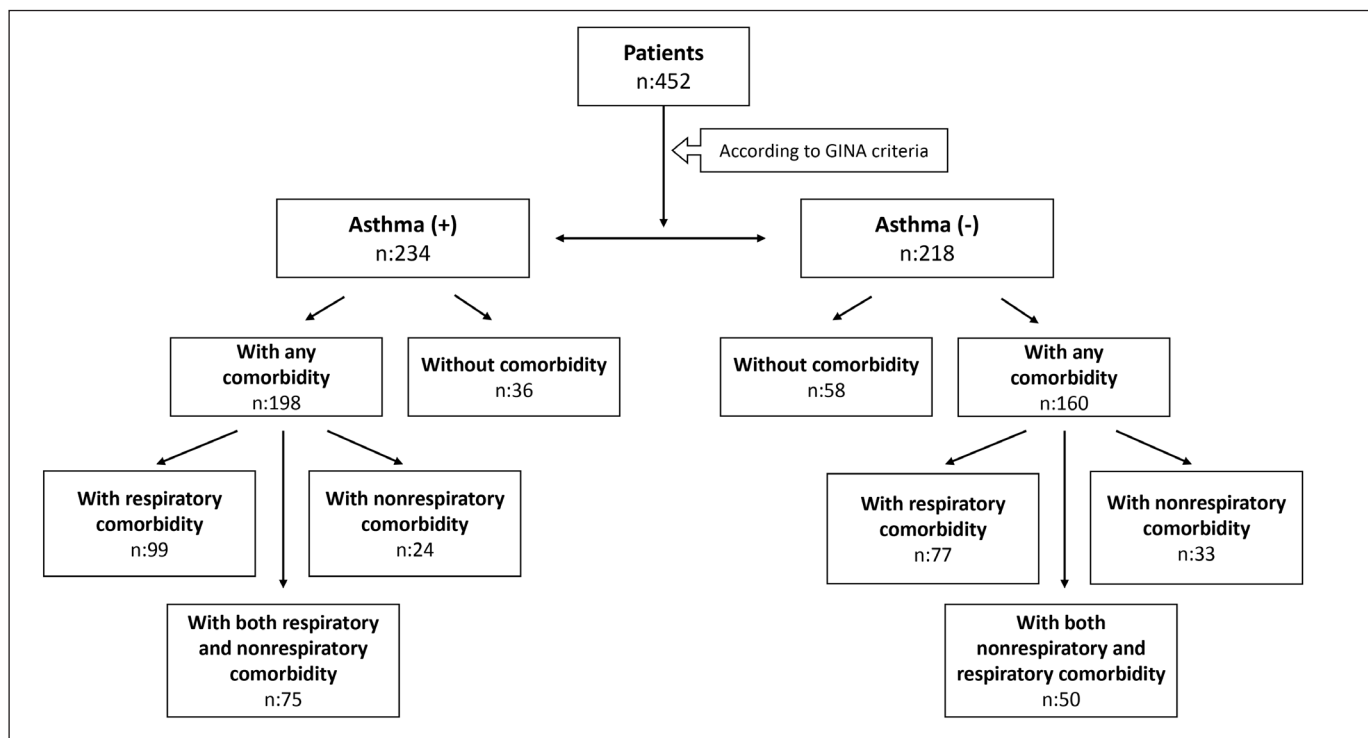 Patients
n:452
According to GINA criteria
Asthma (+)
n:234
Asthma (-)
n:218
With any
comorbidity
n:198
Without comorbidity
n:36
Without comorbidity
n:58
With any
comorbidity
n:160
With respiratory
comorbidity
n:99
With nonrespiratory
comorbidity
n:24
With respiratory
comorbidity
n:77
With nonrespiratory
comorbidity
n:33
With both respiratory
and nonrespiratory
comorbidity
n:75
With both
nonrespiratory and
respiratory comorbidity
n:50